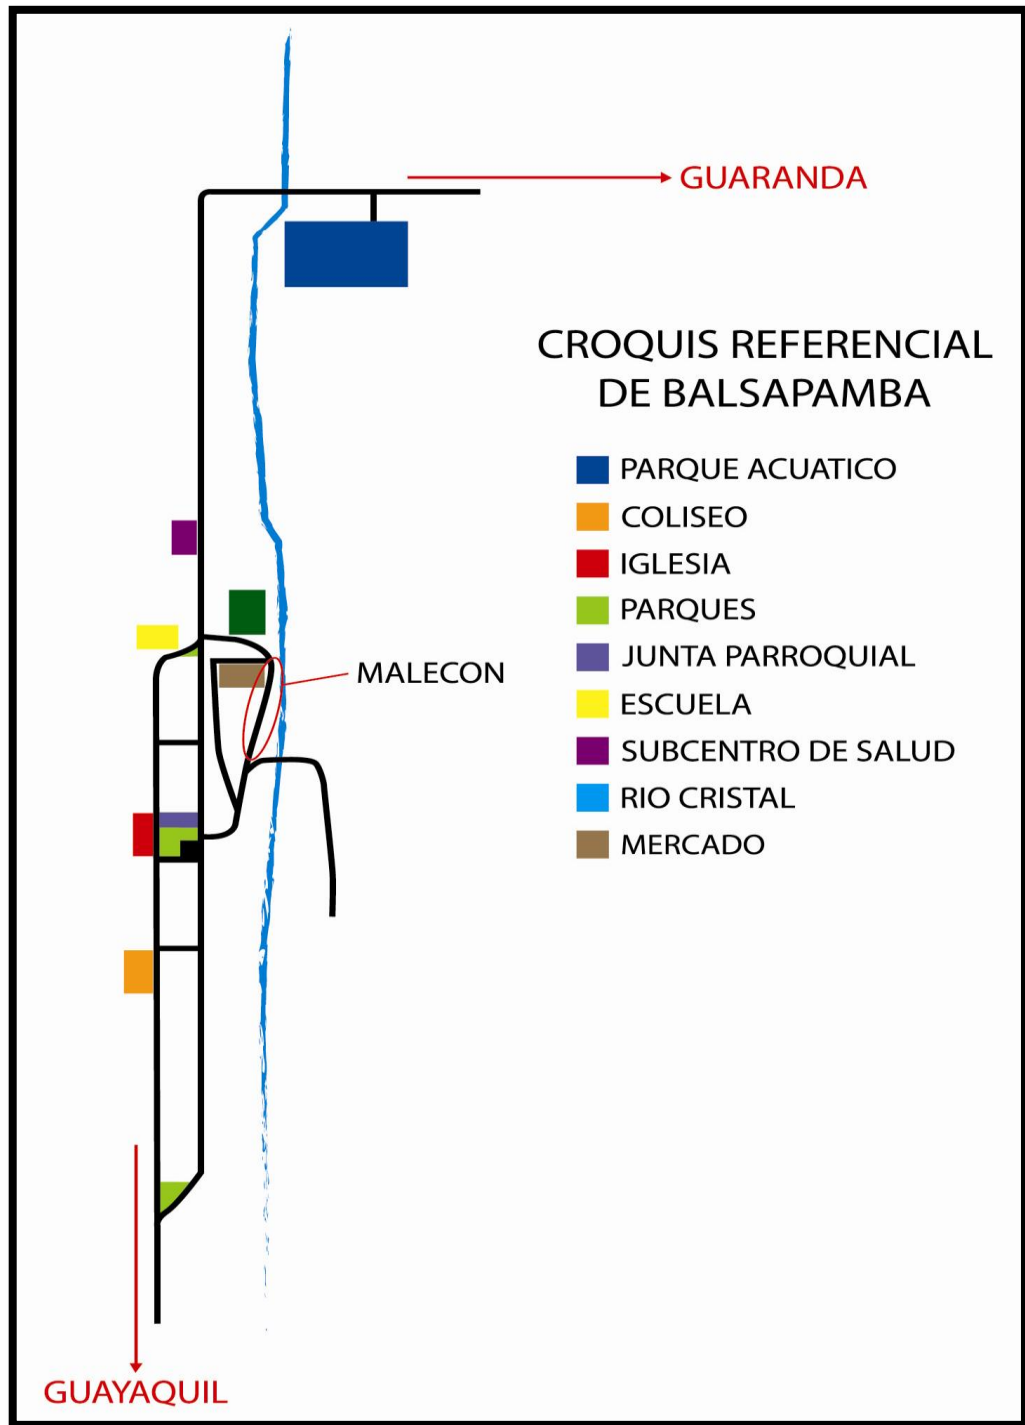 GUARANDA
CROQUIS REFERENCIAL
DE BALSAPAMBA
PARQUE ACUATICO
COLISEO
IGLESIA
PARQUES
JUNTA PARROQUIAL
ESCUELA
SUBCENTRO DE SALUD
RIO CRISTAL
MERCADO
MALECON
GUAYAQUIL